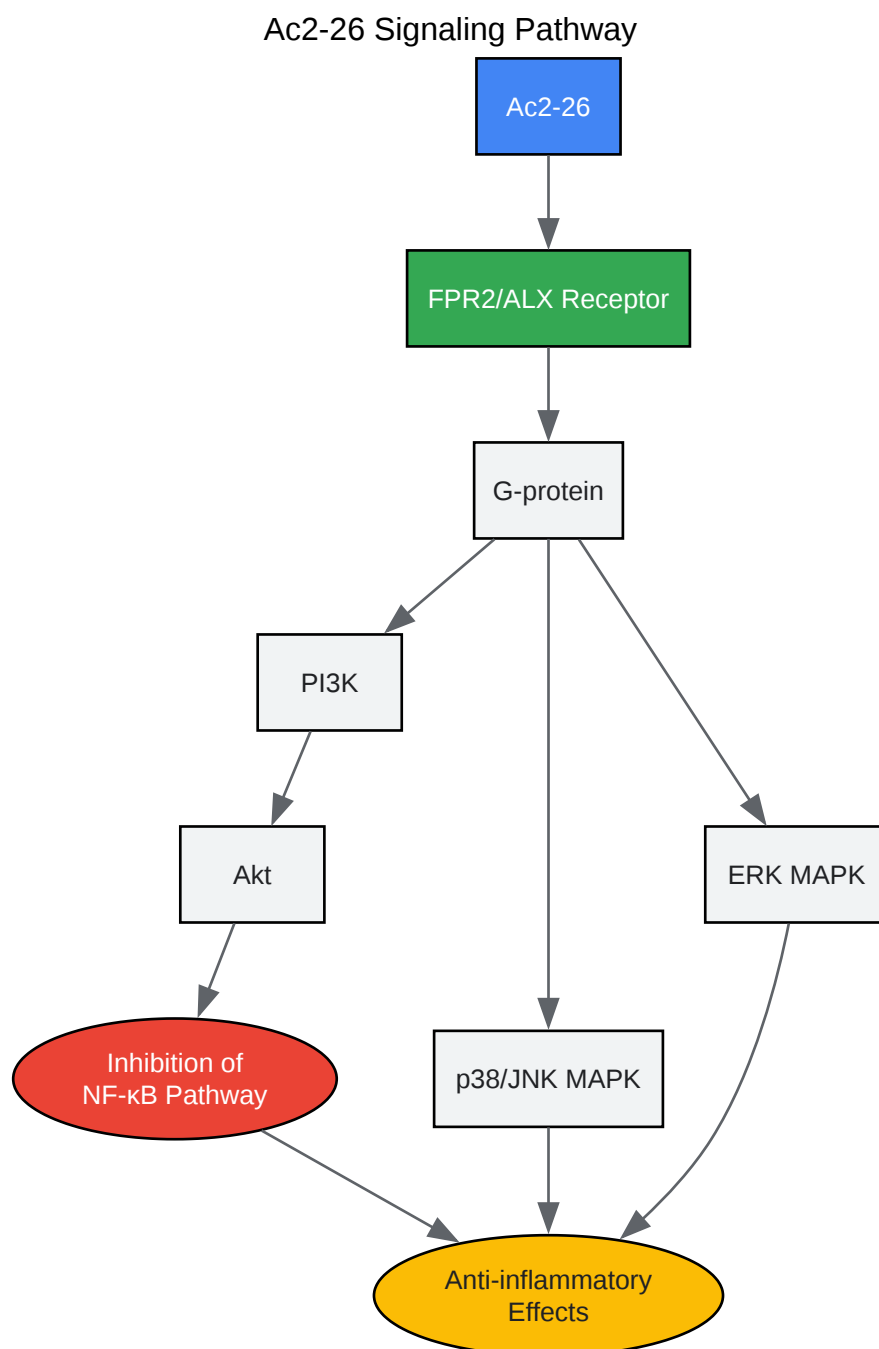 Ac2-26 Signaling Pathway
Ac2-26
FPR2/ALX Receptor
G-protein
PI3K
Akt
ERK MAPK
Inhibition of
NF-κB Pathway
p38/JNK MAPK
Anti-inflammatory
Effects